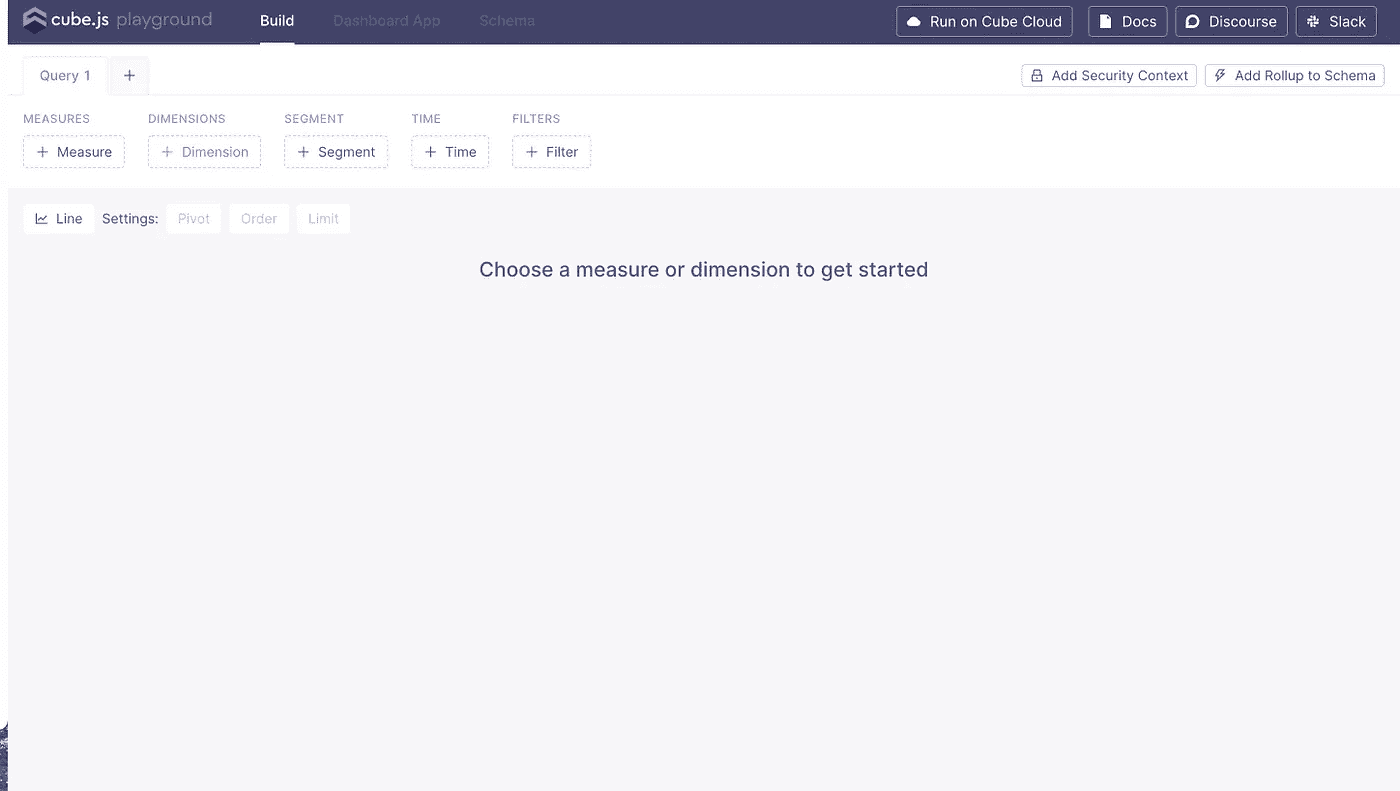 cube.js playground Build Dashboard App Schema Run on Cube Cloud Docs Discourse Slack
Query 1 + Add Security Context Add Rollup to Schema
MEASURES DIMENSIONS SEGMENT TIME FILTERS
+ Measure + Dimension + Segment + Time + Filter
Line Settings: Pivot Order Limit
Choose a measure or dimension to get started